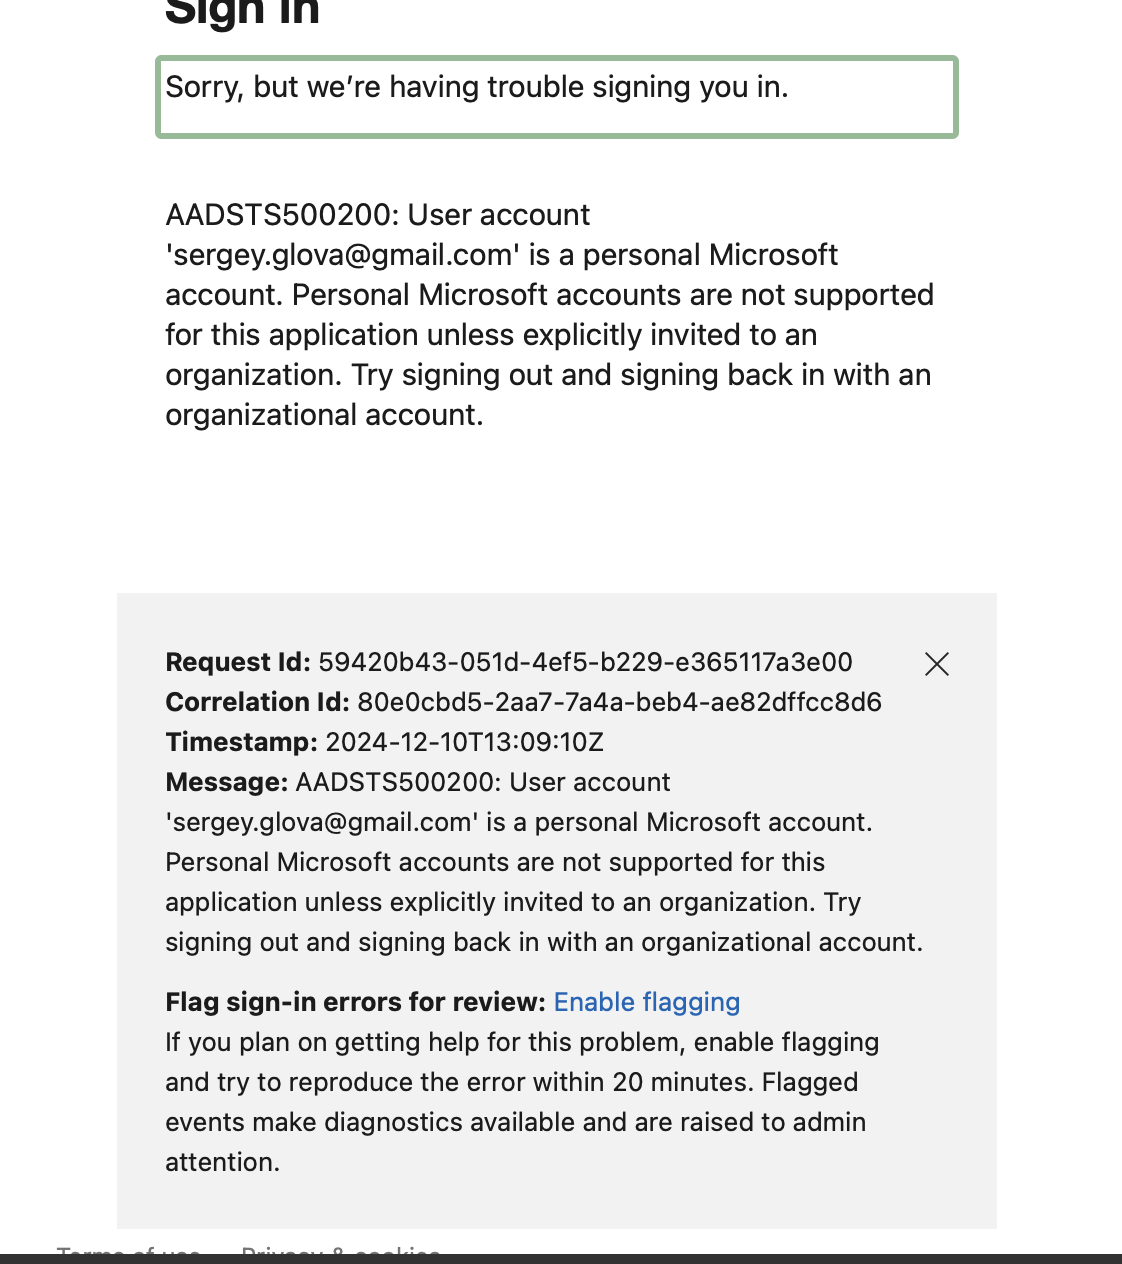 Sign in
Sorry, but we’re having trouble signing you in.
AADSTS500200: User account
'sergey.glova@gmail.com' is a personal Microsoft
account. Personal Microsoft accounts are not supported
for this application unless explicitly invited to an
organization. Try signing out and signing back in with an
organizational account.
Request Id: 59420b43-051d-4ef5-b229-e365117a3e00
Correlation Id: 80e0cbd5-2aa7-7a4a-beb4-ae82dffcc8d6
Timestamp: 2024-12-10T13:09:10Z
Message: AADSTS500200: User account
'sergey.glova@gmail.com' is a personal Microsoft account.
Personal Microsoft accounts are not supported for this
application unless explicitly invited to an organization. Try
signing out and signing back in with an organizational account.
Flag sign-in errors for review: Enable flagging
If you plan on getting help for this problem, enable flagging
and try to reproduce the error within 20 minutes. Flagged
events make diagnostics available and are raised to admin
attention.
Terms of use Privacy & cookies